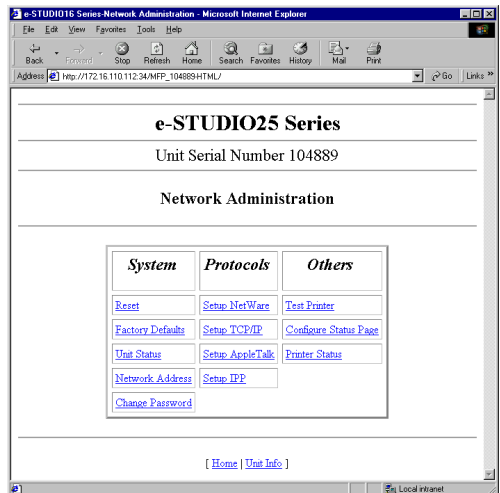 e-STUDIO16 Series-Network Administration - Microsoft Internet Explorer
File Edit View Favorites Tools Help
Back Forward Stop Refresh Home Search Favorites History Mail Print
Address http://172.16.110.112:34/MFP_104889-HTML/ Go Links »
e-STUDIO25 Series
Unit Serial Number 104889
Network Administration
System Protocols Others
Reset Setup NetWare Test Printer
Factory Defaults Setup TCP/IP Configure Status Page
Unit Status Setup AppleTalk Printer Status
Network Address Setup IPP
Change Password
[ Home | Unit Info ]
Local intranet